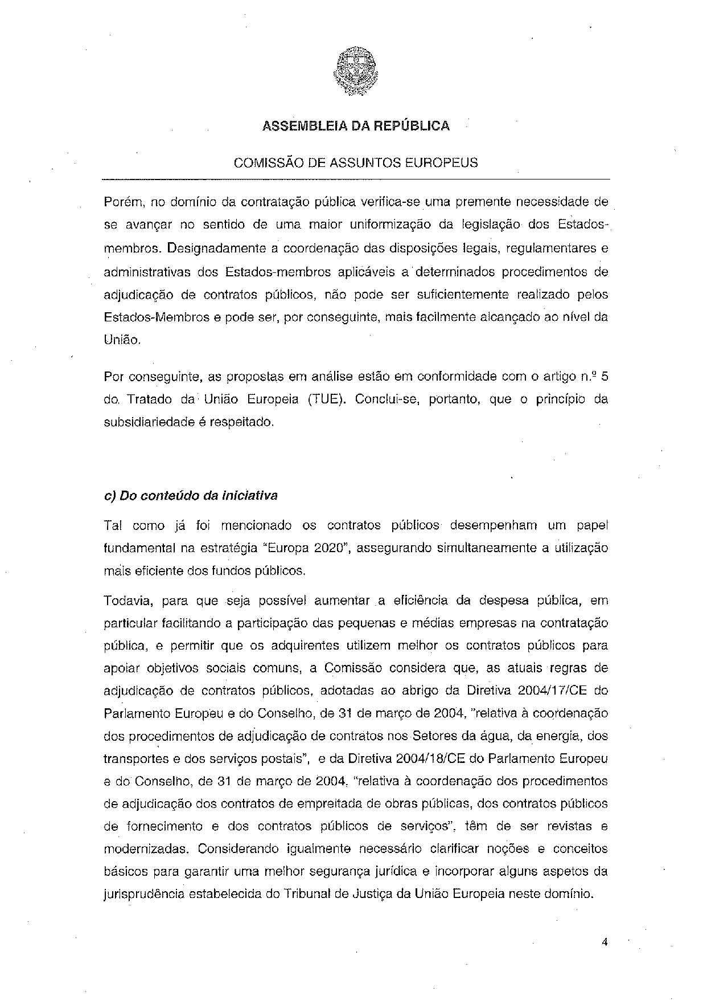 ASSEMBLEIA DA REPÚBLICA
COMISSÃO DE ASSUNTOS EUROPEUS
Porém, no domínio da contratação pública verifica-se uma premente necessidade de
se avançar no sentido de uma maior uniformização da legislação dos Estados-
membros. Designadamente a coordenação das disposições legais, regulamentares e
administrativas dos Estados-membros aplicáveis a determinados procedimentos de
adjudicação de contratos públicos, não pode ser suficientemente realizado pelos
Estados-Membros e pode ser, por conseguinte, mais facilmente alcançado ao nível da
União.
Por conseguinte, as propostas em análise estão em conformidade com o artigo n.º 5
do Tratado da União Europeia (TUE). Conclui-se, portanto, que o princípio da
subsidiariedade é respeitado.
c) Do conteúdo da iniciativa
Tal como já foi mencionado os contratos públicos desempenham um papel
fundamental na estratégia “Europa 2020”, assegurando simultaneamente a utilização
mais eficiente dos fundos públicos.
Todavia, para que seja possível aumentar a eficiência da despesa pública, em
particular facilitando a participação das pequenas e médias empresas na contratação
pública, e permitir que os adquirentes utilizem melhor os contratos públicos para
apoiar objetivos sociais comuns, a Comissão considera que, as atuais regras de
adjudicação de contratos públicos, adotadas ao abrigo da Diretiva 2004/17/CE do
Parlamento Europeu e do Conselho, de 31 de março de 2004, ”relativa à coordenação
dos procedimentos de adjudicação de contratos nos Setores da água, da energia, dos
transportes e dos serviços postais”, e da Diretiva 2004/18/CE do Parlamento Europeu
e do Conselho, de 31 de março de 2004, “relativa à coordenação dos procedimentos
de adjudicação dos contratos de empreitada de obras públicas, dos contratos públicos
de fornecimento e dos contratos públicos de serviços”, têm de ser revistas e
modernizadas. Considerando igualmente necessário clarificar noções e conceitos
básicos para garantir uma melhor segurança jurídica e incorporar alguns aspetos da
jurisprudência estabelecida do Tribunal de Justiça da União Europeia neste domínio.
4